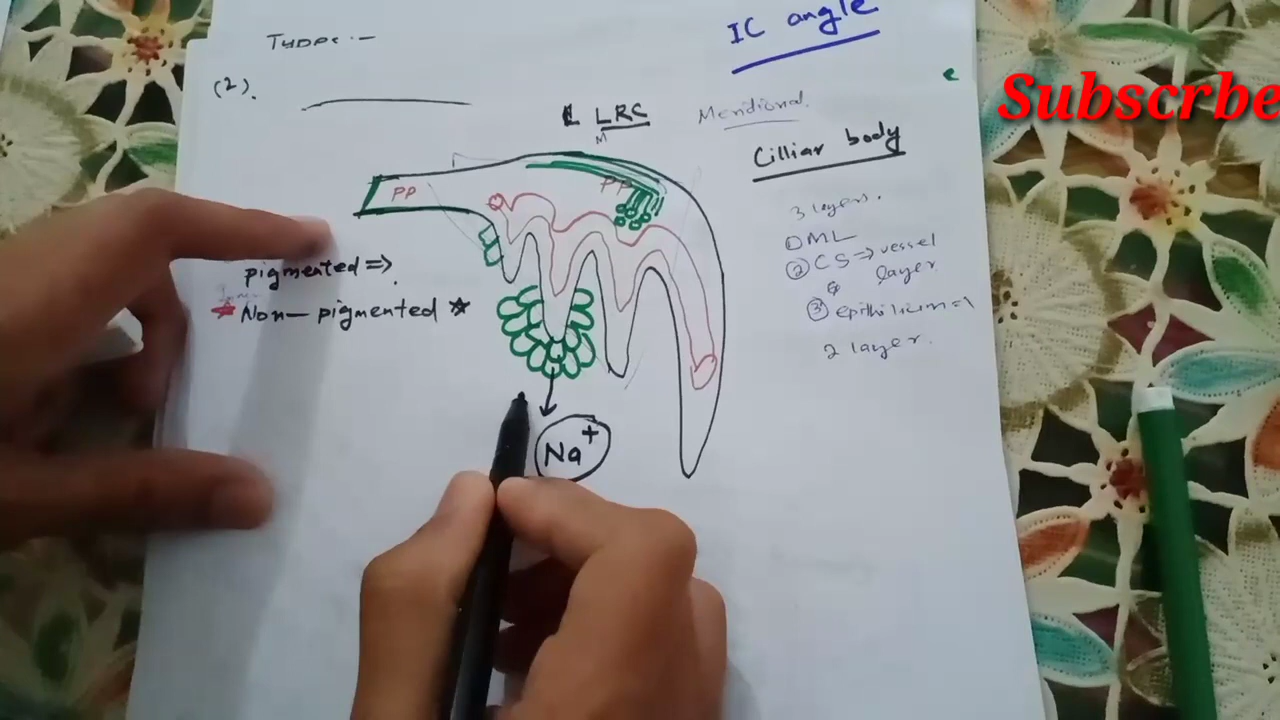 IC angle
Types :-
(2).
Subscrbe
LRC
M
Meridional.
Cilliar body
PP
PP
3 layers.
① ML
② CS ⇒ vessel
layer
&
③ epithilium ⇒
2 layer.
pigmented ⇒
* Non-pigmented *
Na+